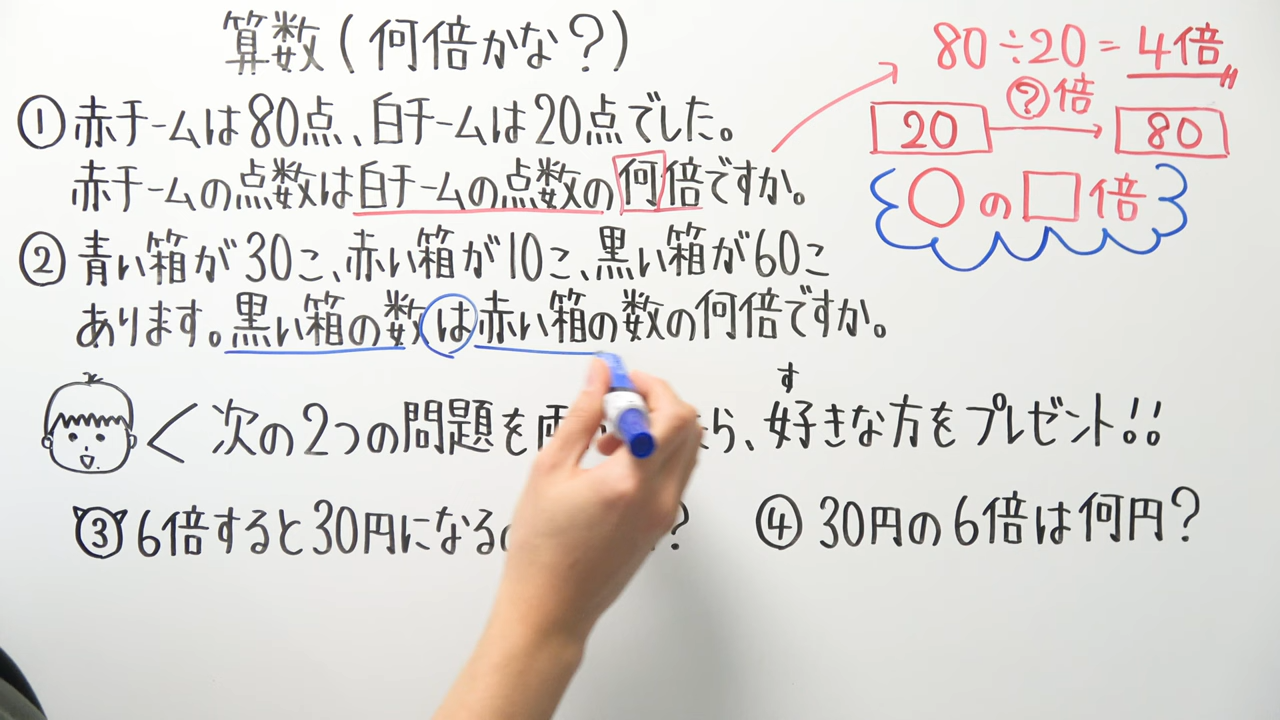 算数(何倍かな?)
①赤チームは80点、白チームは20点でした。
赤チームの点数は白チームの点数の何倍ですか。
80÷20=4倍
?倍
20 80
○の□倍
②青い箱が30こ、赤い箱が10こ、黒い箱が60こ
あります。黒い箱の数は赤い箱の数の何倍ですか。
す
<次の2つの問題を両 ら、好きな方をプレゼント!!
③6倍すると30円になる ?
④30円の6倍は何円?